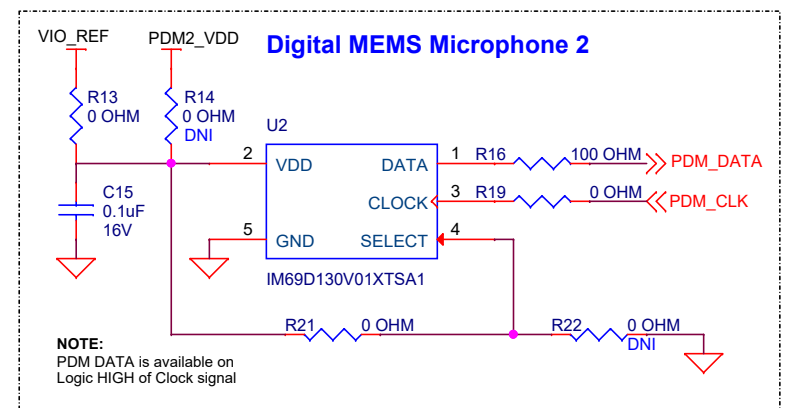 VIO_REF
PDM2_VDD
Digital MEMS Microphone 2
R13
0 OHM
R14
0 OHM
DNI
U2
2
VDD
DATA
1
R16
100 OHM
PDM_DATA
CLOCK
3
R19
0 OHM
PDM_CLK
C15
0.1uF
16V
5
GND
SELECT
4
IM69D130V01XTSA1
R21
0 OHM
R22
0 OHM
DNI
NOTE:
PDM DATA is available on
Logic HIGH of Clock signal